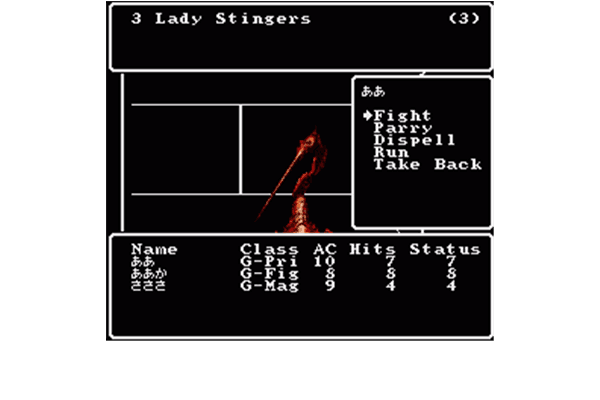 3 Lady Stingers (3)
ああ
Fight
Parry
Dispell
Run
Take Back
Name Class AC Hits Status
ああ G-Pri 10 7 7
ああか G-Fig 8 8 8
さささ G-Mag 9 4 4